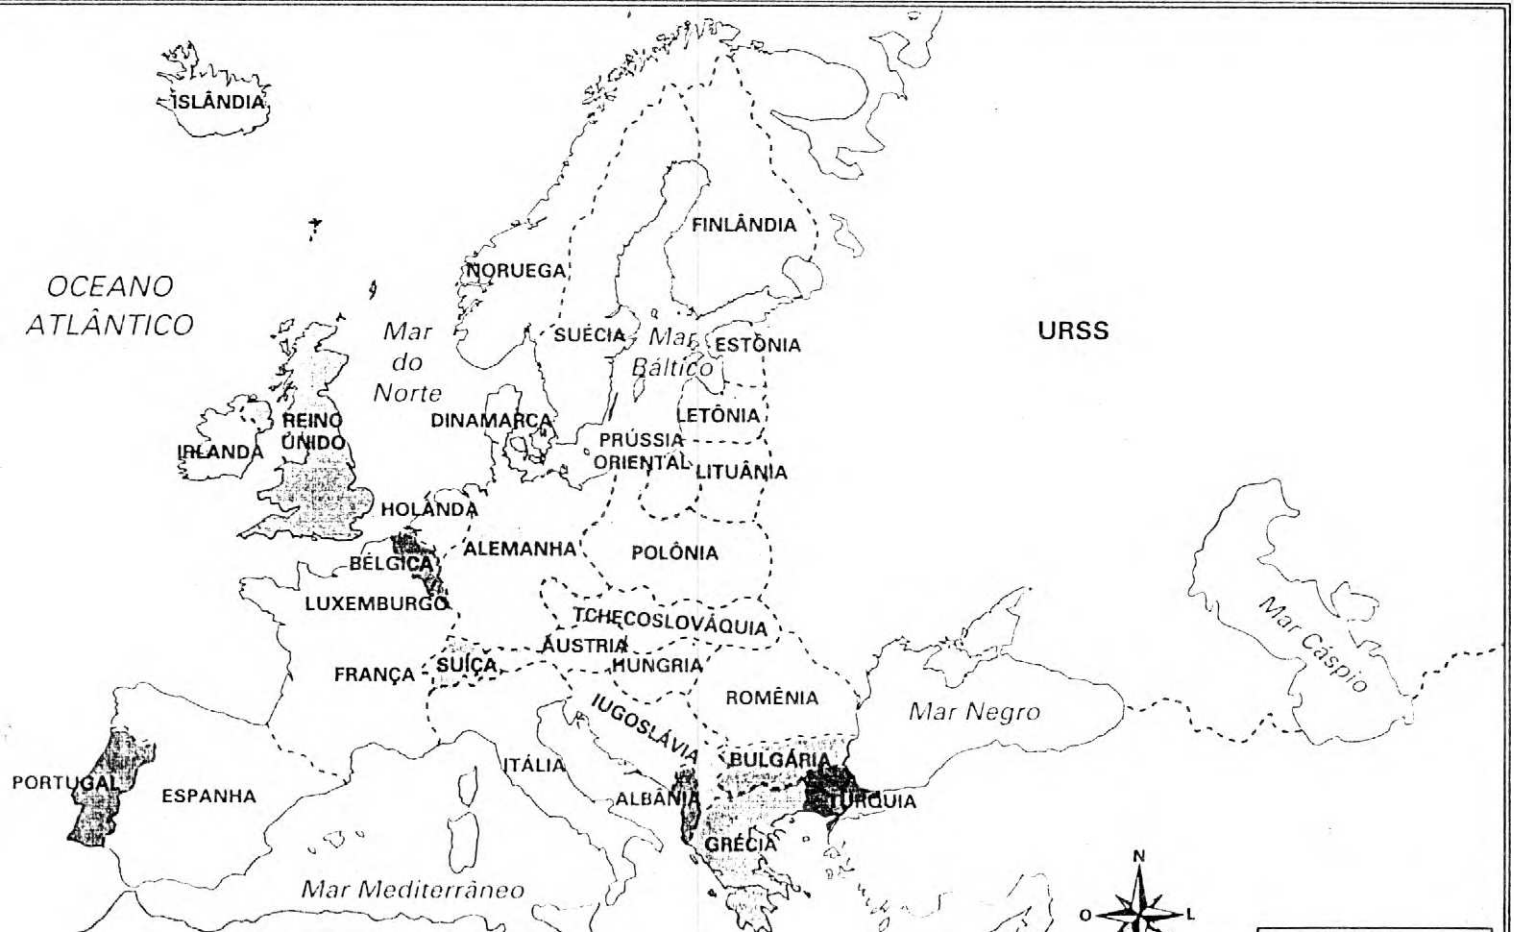 ISLÂNDIA
FINLÂNDIA
NORUEGA
OCEANO
ATLÂNTICO
Mar
do
Norte
SUÉCIA
Mar
Báltico
ESTÔNIA
URSS
LETÔNIA
DINAMARCA
REINO
ÚNIDO
IRLANDA
PRÚSSIA
ORIENTAL
LITUÂNIA
HOLANDA
ALEMANHA
POLÔNIA
BÉLGICA
LUXEMBURGO
TCHECOSLOVÁQUIA
ÁUSTRIA
HUNGRIA
SUÍÇA
FRANÇA
ROMÊNIA
IUGOSLÁVIA
Mar Negro
Mar Cáspio
BULGÁRIA
ITÁLIA
PORTUGAL
ESPANHA
ALBÂNIA
TURQUIA
GRÉCIA
Mar Mediterrâneo
N
O
L